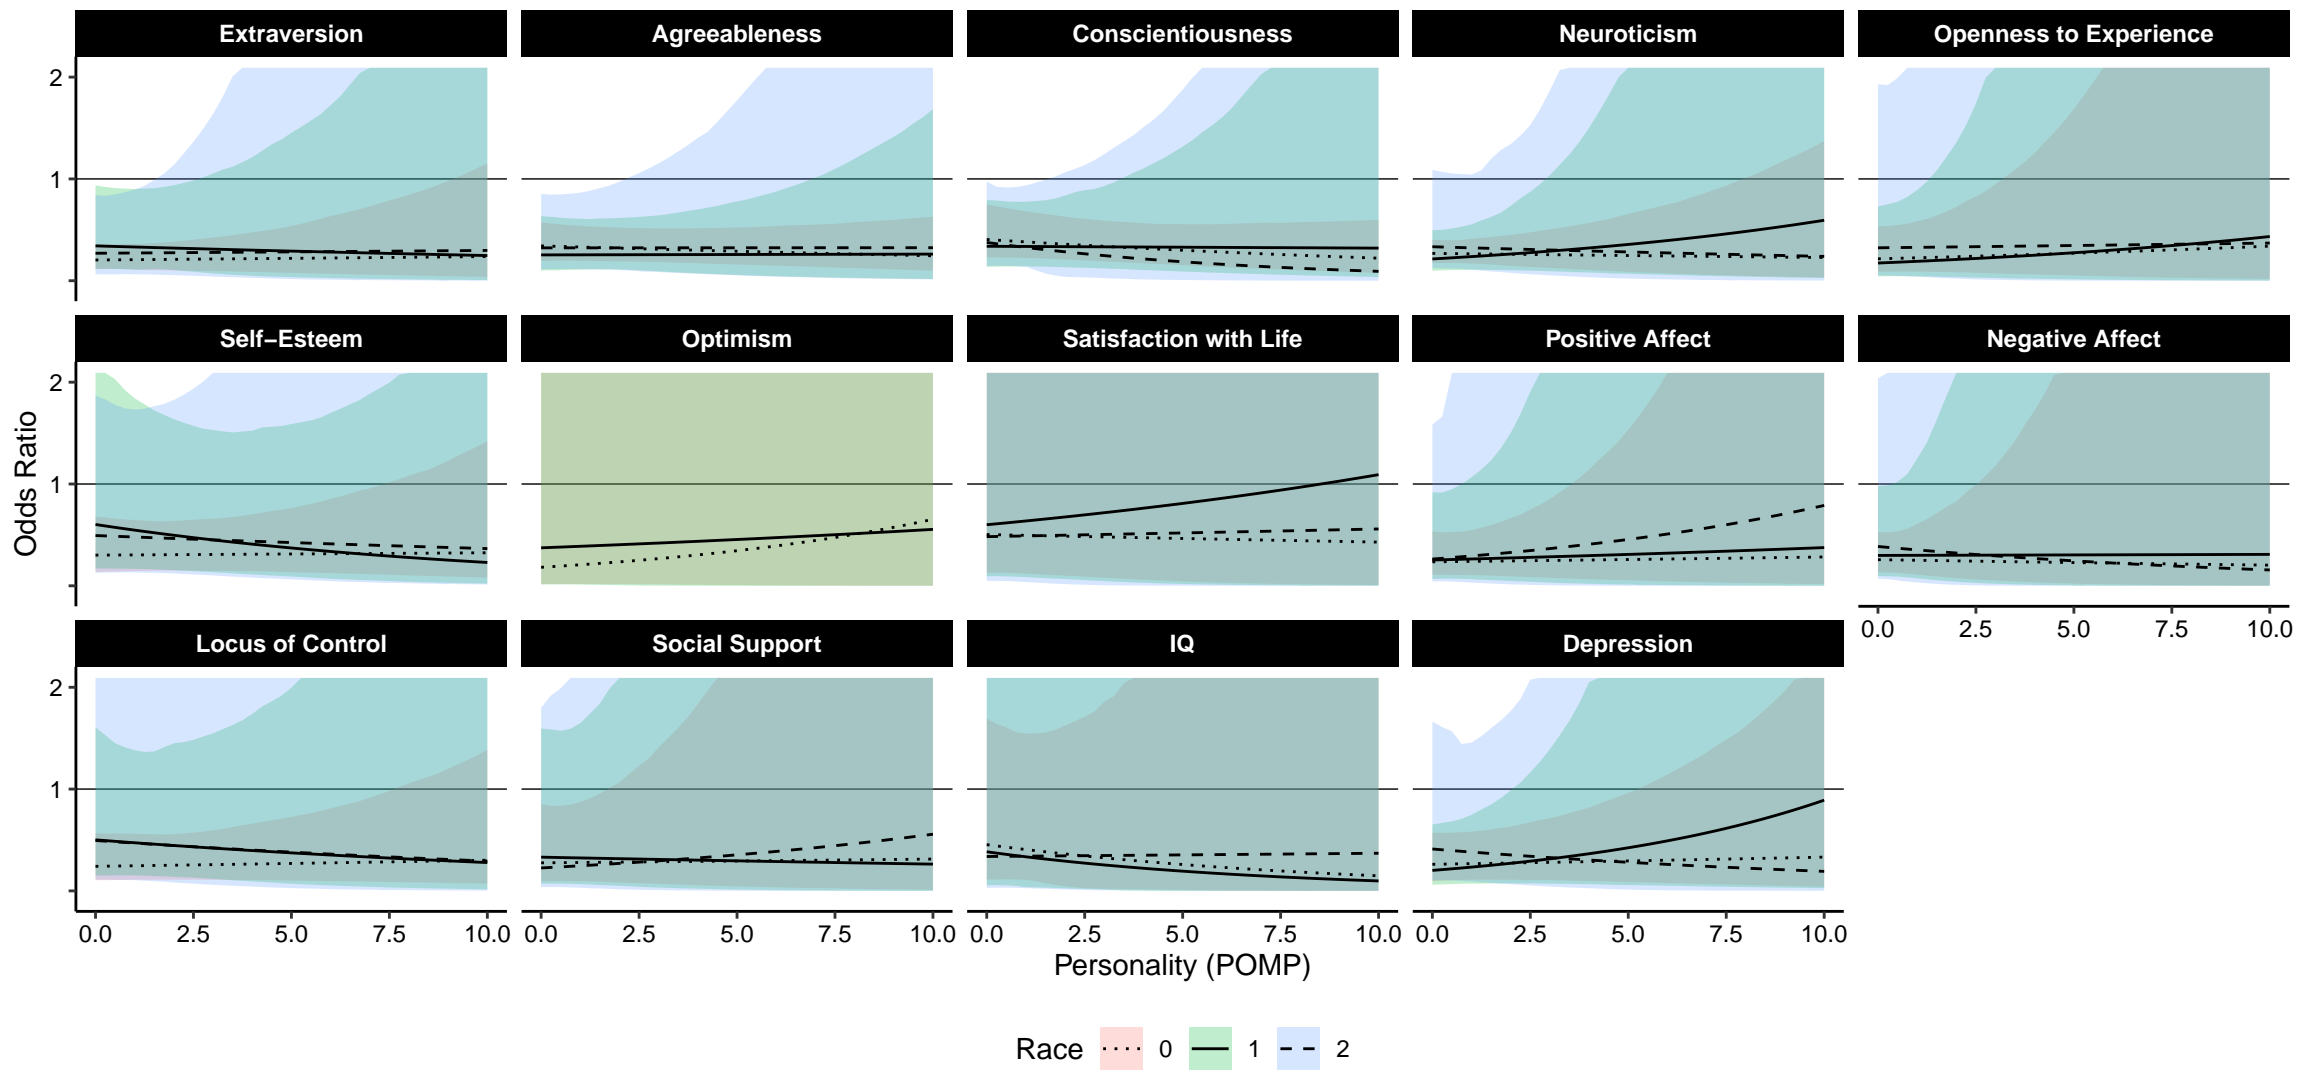 Extraversion Agreeableness Conscientiousness Neuroticism Openness to Experience
2
1
Self−Esteem Optimism Satisfaction with Life Positive Affect Negative Affect
2
1
0.0 2.5 5.0 7.5 10.0
Locus of Control Social Support IQ Depression
2
1
0.0 2.5 5.0 7.5 10.0 0.0 2.5 5.0 7.5 10.0 0.0 2.5 5.0 7.5 10.0 0.0 2.5 5.0 7.5 10.0
Odds Ratio
Personality (POMP)
Race 0 1 2